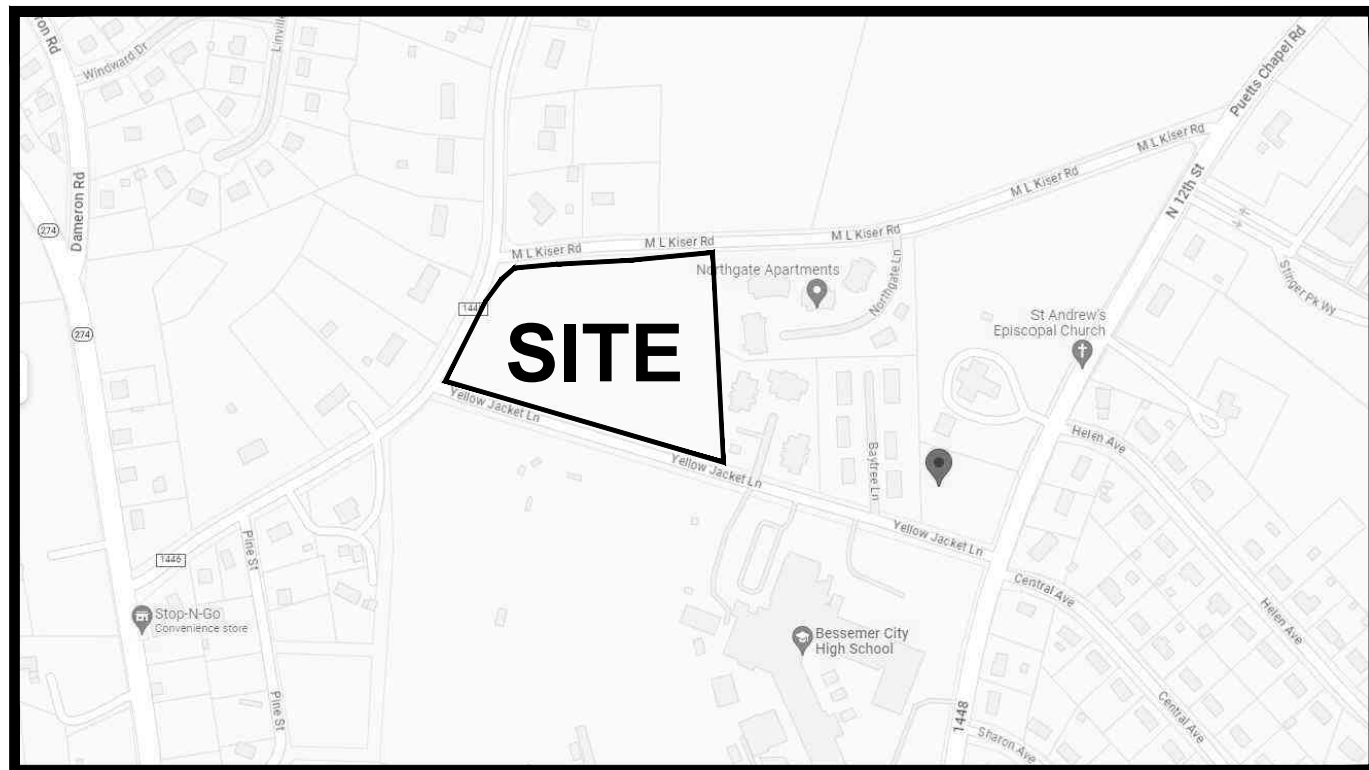 ron Rd
Windward Dr
Linvill
Puetts Chapel Rd
M L Kiser Rd
M L Kiser Rd
N 12th St
Dameron Rd
274
M L Kiser Rd
M L Kiser Rd
M L Kiser Rd
Northgate Apartments
Northgate Ln
Stinger Pk Wy
144
274
St Andrew's
Episcopal Church
SITE
Yellow Jacket Ln
Helen Ave
Yellow Jacket Ln
Baytree Ln
Yellow Jacket Ln
Pine St
1446
Central Ave
Helen Ave
Stop-N-Go
Convenience store
Bessemer City
High School
Pine St
1448
Central Ave
Sharon Ave